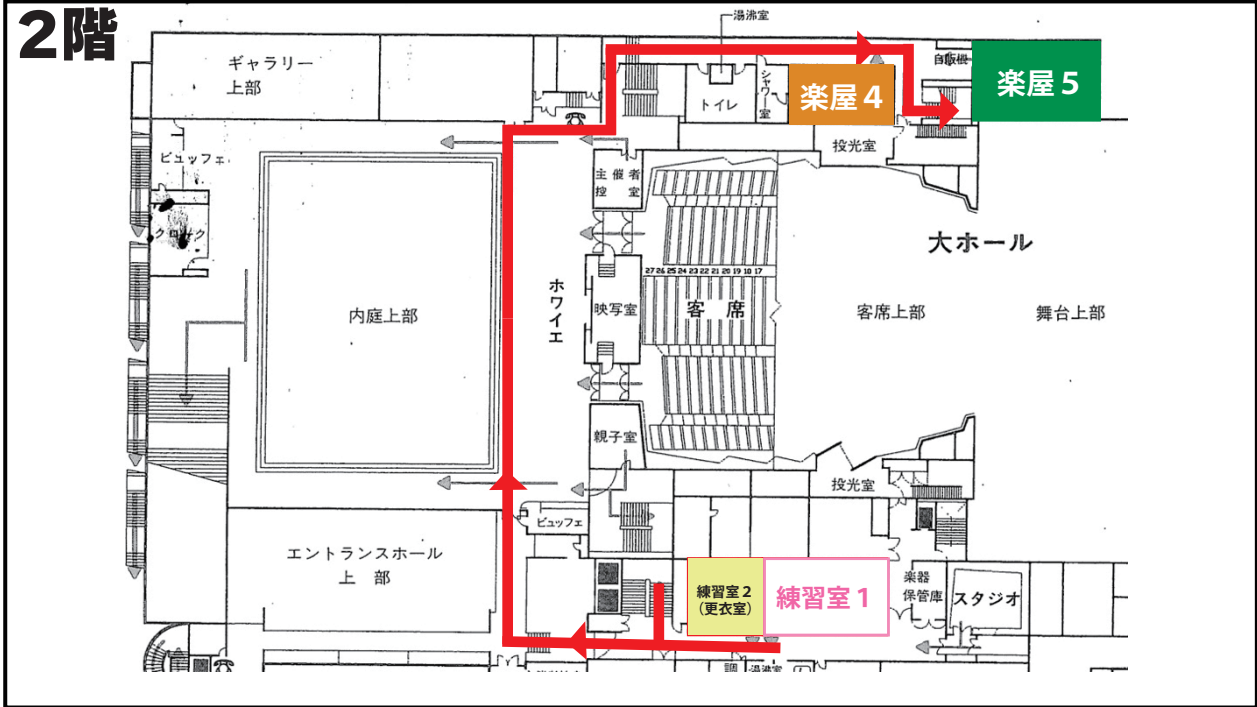 2階
湯沸室
ギャラリー
上部
自販機
楽屋5
シャワー室
トイレ
楽屋4
投光室
ビュッフェ
主催者
控室
クローク
大ホール
27 26 25 24 23 22 21 20 19 18 17
ホワイエ
映写室
客席
内庭上部
客席上部
舞台上部
親子室
投光室
ビュッフェ
エントランスホール
上部
練習室2
(更衣室)
練習室1
楽器
保管庫
スタジオ
湯沸室